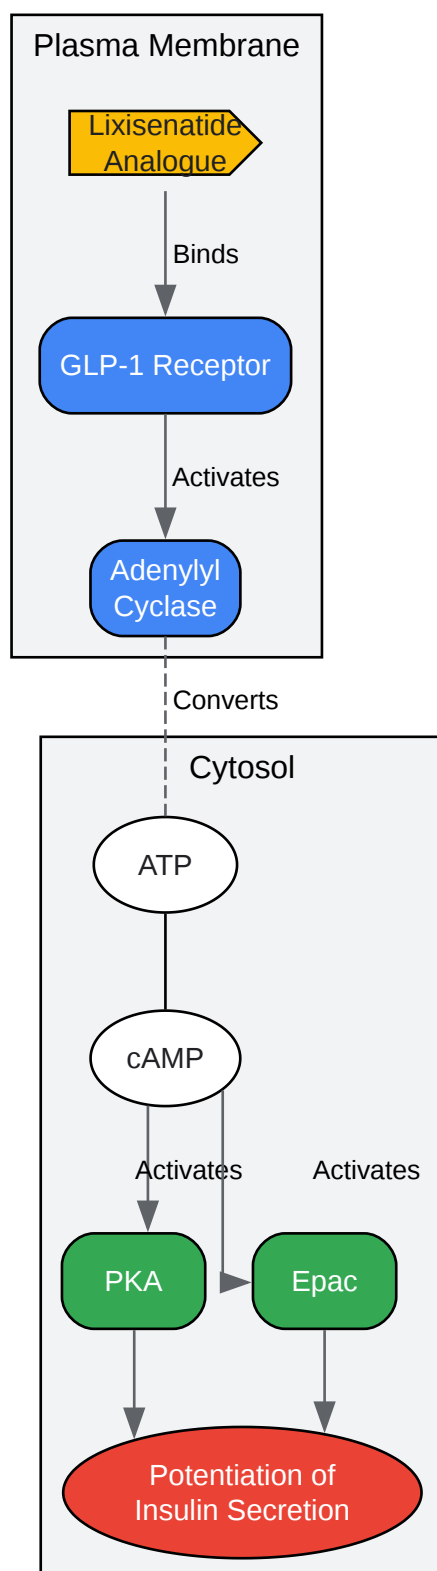 Plasma Membrane
Lixisenatide
Analogue
Binds
GLP-1 Receptor
Activates
Adenylyl
Cyclase
Converts
Cytosol
ATP
cAMP
Activates
Activates
PKA
Epac
Potentiation of
Insulin Secretion